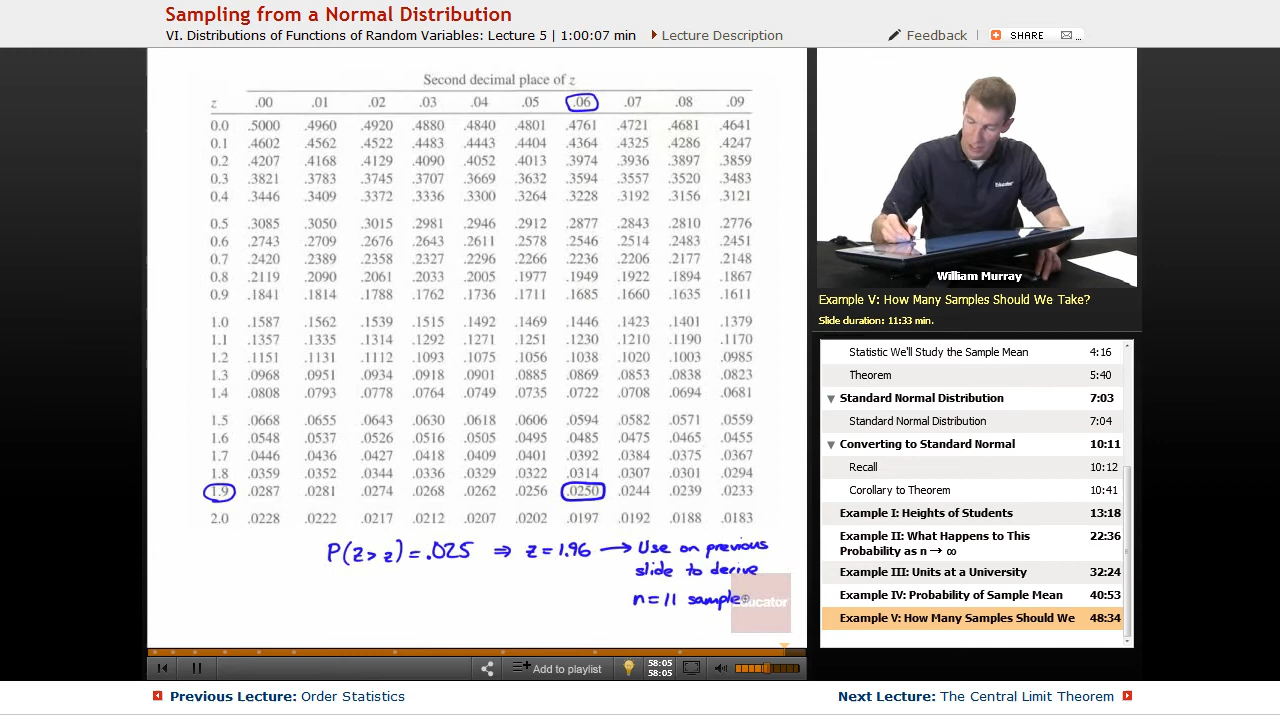 Sampling from a Normal Distribution
VI. Distributions of Functions of Random Variables: Lecture 5 | 1:00:07 min Lecture Description
Feedback | SHARE
Second decimal place of z
z .00 .01 .02 .03 .04 .05 .06 .07 .08 .09
0.0 .5000 .4960 .4920 .4880 .4840 .4801 .4761 .4721 .4681 .4641
0.1 .4602 .4562 .4522 .4483 .4443 .4404 .4364 .4325 .4286 .4247
0.2 .4207 .4168 .4129 .4090 .4052 .4013 .3974 .3936 .3897 .3859
0.3 .3821 .3783 .3745 .3707 .3669 .3632 .3594 .3557 .3520 .3483
0.4 .3446 .3409 .3372 .3336 .3300 .3264 .3228 .3192 .3156 .3121
0.5 .3085 .3050 .3015 .2981 .2946 .2912 .2877 .2843 .2810 .2776
0.6 .2743 .2709 .2676 .2643 .2611 .2578 .2546 .2514 .2483 .2451
0.7 .2420 .2389 .2358 .2327 .2296 .2266 .2236 .2206 .2177 .2148
0.8 .2119 .2090 .2061 .2033 .2005 .1977 .1949 .1922 .1894 .1867
0.9 .1841 .1814 .1788 .1762 .1736 .1711 .1685 .1660 .1635 .1611
1.0 .1587 .1562 .1539 .1515 .1492 .1469 .1446 .1423 .1401 .1379
1.1 .1357 .1335 .1314 .1292 .1271 .1251 .1230 .1210 .1190 .1170
1.2 .1151 .1131 .1112 .1093 .1075 .1056 .1038 .1020 .1003 .0985
1.3 .0968 .0951 .0934 .0918 .0901 .0885 .0869 .0853 .0838 .0823
1.4 .0808 .0793 .0778 .0764 .0749 .0735 .0722 .0708 .0694 .0681
1.5 .0668 .0655 .0643 .0630 .0618 .0606 .0594 .0582 .0571 .0559
1.6 .0548 .0537 .0526 .0516 .0505 .0495 .0485 .0475 .0465 .0455
1.7 .0446 .0436 .0427 .0418 .0409 .0401 .0392 .0384 .0375 .0367
1.8 .0359 .0352 .0344 .0336 .0329 .0322 .0314 .0307 .0301 .0294
1.9 .0287 .0281 .0274 .0268 .0262 .0256 .0250 .0244 .0239 .0233
2.0 .0228 .0222 .0217 .0212 .0207 .0202 .0197 .0192 .0188 .0183
P(Z > z) = .025 ⇒ z = 1.96 → Use on previous
slide to derive
n = 11 sample
Educator
William Murray
Example V: How Many Samples Should We Take?
Slide duration: 11:33 min.
Statistic We'll Study the Sample Mean 4:16
Theorem 5:40
Standard Normal Distribution 7:03
Standard Normal Distribution 7:04
Converting to Standard Normal 10:11
Recall 10:12
Corollary to Theorem 10:41
Example I: Heights of Students 13:18
Example II: What Happens to This
Probability as n → ∞ 22:36
Example III: Units at a University 32:24
Example IV: Probability of Sample Mean 40:53
Example V: How Many Samples Should We 48:34
Add to playlist
58:05
58:05
Previous Lecture: Order Statistics
Next Lecture: The Central Limit Theorem